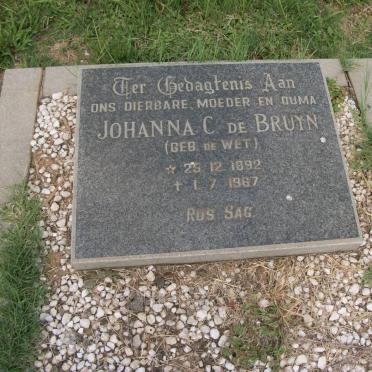 Ter Gedagtenis Aan
ONS DIERBARE, MOEDER EN OUMA
JOHANNA C DE BRUYN
(GEB. DE WET)
* 25.12.1892
† 1.7.1967
RUS SAG